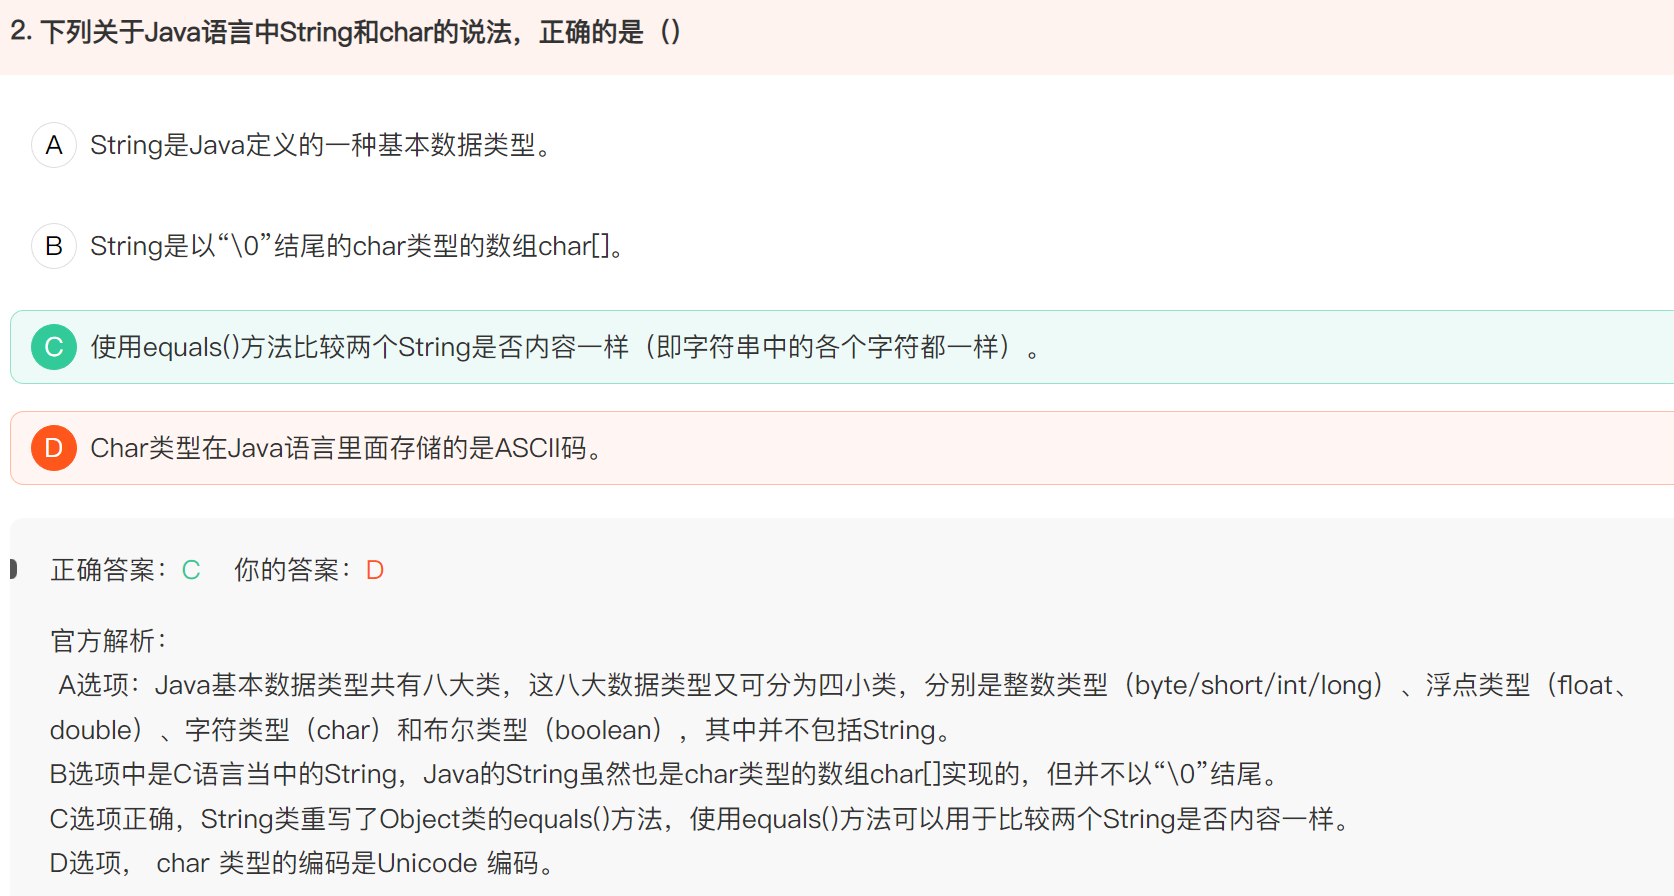 2. 下列关于Java语言中String和char的说法，正确的是（）
A String是Java定义的一种基本数据类型。
B String是以“\0”结尾的char类型的数组char[]。
C 使用equals()方法比较两个String是否内容一样（即字符串中的各个字符都一样）。
D Char类型在Java语言里面存储的是ASCII码。
正确答案：C 你的答案：D
官方解析：
A选项：Java基本数据类型共有八大类，这八大数据类型又可分为四小类，分别是整数类型（byte/short/int/long）、浮点类型（float、
double）、字符类型（char）和布尔类型（boolean），其中并不包括String。
B选项中是C语言当中的String，Java的String虽然也是char类型的数组char[]实现的，但并不以“\0”结尾。
C选项正确，String类重写了Object类的equals()方法，使用equals()方法可以用于比较两个String是否内容一样。
D选项， char 类型的编码是Unicode 编码。